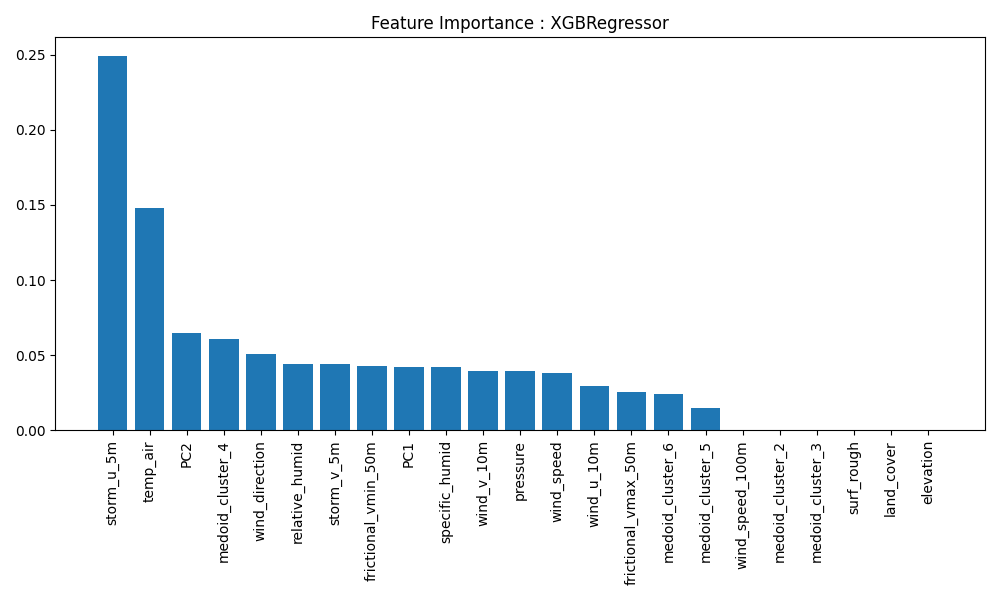 Feature Importance : XGBRegressor
0.25
0.20
0.15
0.10
0.05
0.00
storm_u_5m
temp_air
PC2
medoid_cluster_4
wind_direction
relative_humid
storm_v_5m
frictional_vmin_50m
PC1
specific_humid
wind_v_10m
pressure
wind_speed
wind_u_10m
frictional_vmax_50m
medoid_cluster_6
medoid_cluster_5
wind_speed_100m
medoid_cluster_2
medoid_cluster_3
surf_rough
land_cover
elevation